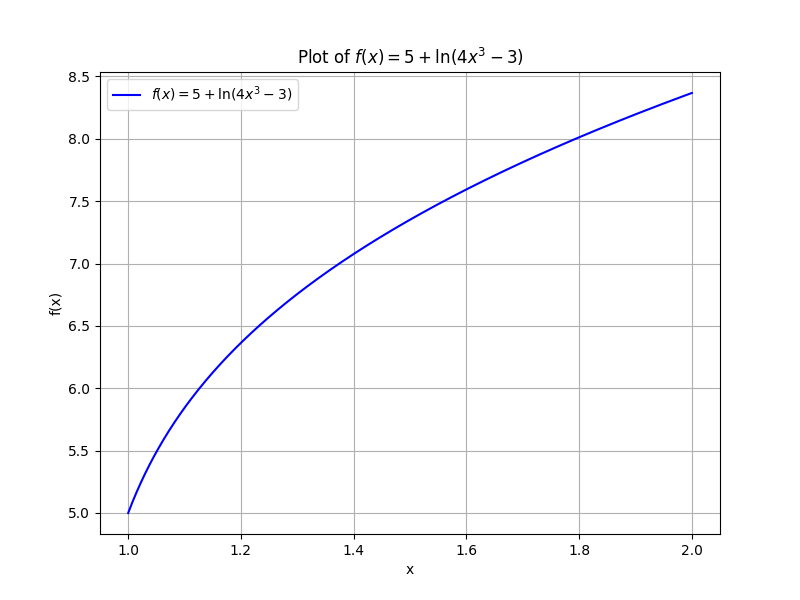 Plot of f(x) = 5 + ln(4x³ − 3)
f(x) = 5 + ln(4x³ − 3)
8.5
8.0
7.5
7.0
6.5
6.0
5.5
5.0
f(x)
1.0 1.2 1.4 1.6 1.8 2.0
x